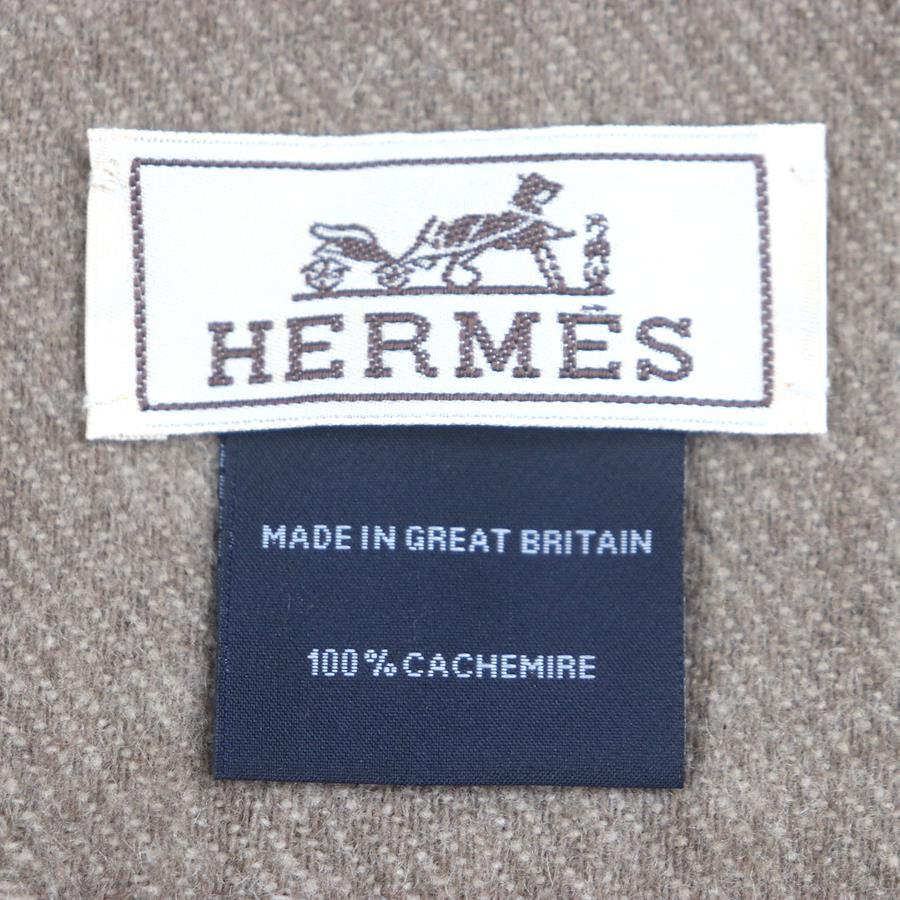 HERMÈS
MADE IN GREAT BRITAIN
100% CACHEMIRE